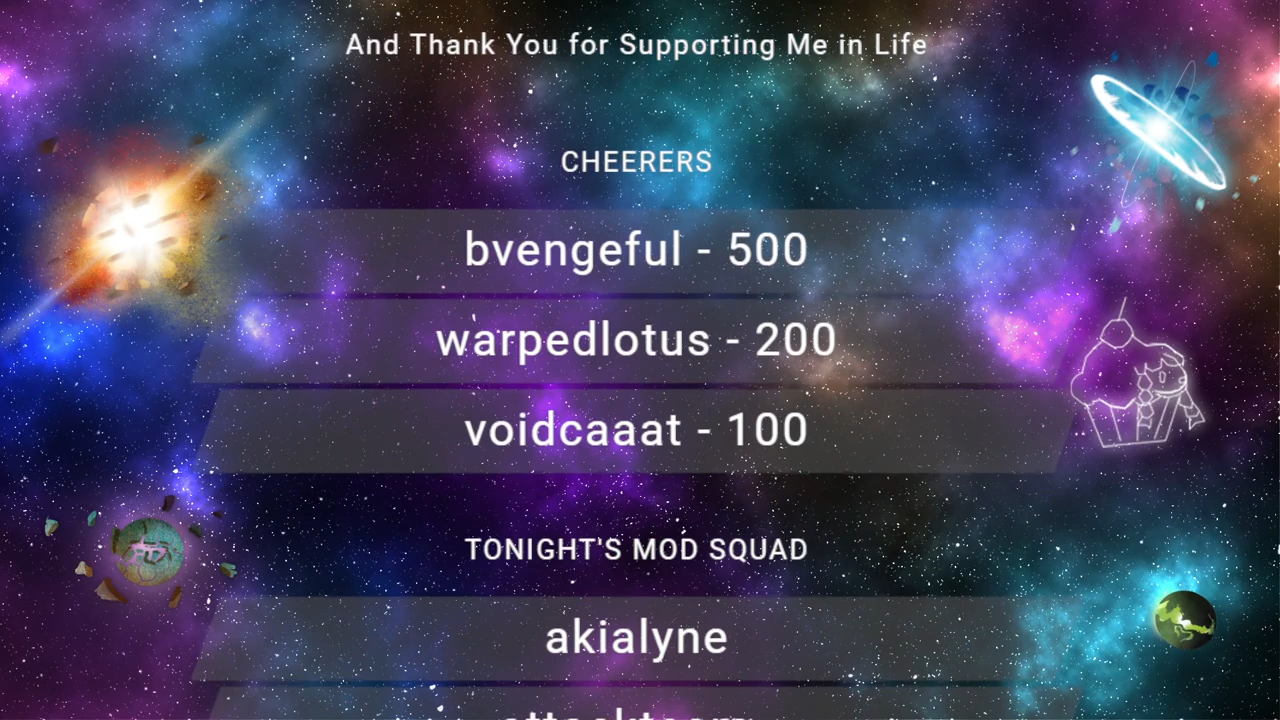 And Thank You for Supporting Me in Life
CHEERERS
bvengeful - 500
warpedlotus - 200
voidcaaat - 100
TONIGHT'S MOD SQUAD
akialyne